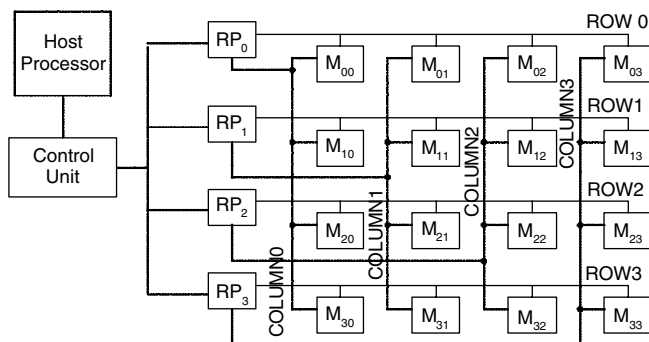 Host
Processor
Control
Unit
RP0
RP1
RP2
RP3
ROW 0
M00
M01
M02
M03
ROW1
M10
M11
M12
M13
ROW2
M20
M21
M22
M23
ROW3
M30
M31
M32
M33
COLUMN0
COLUMN1
COLUMN2
COLUMN3